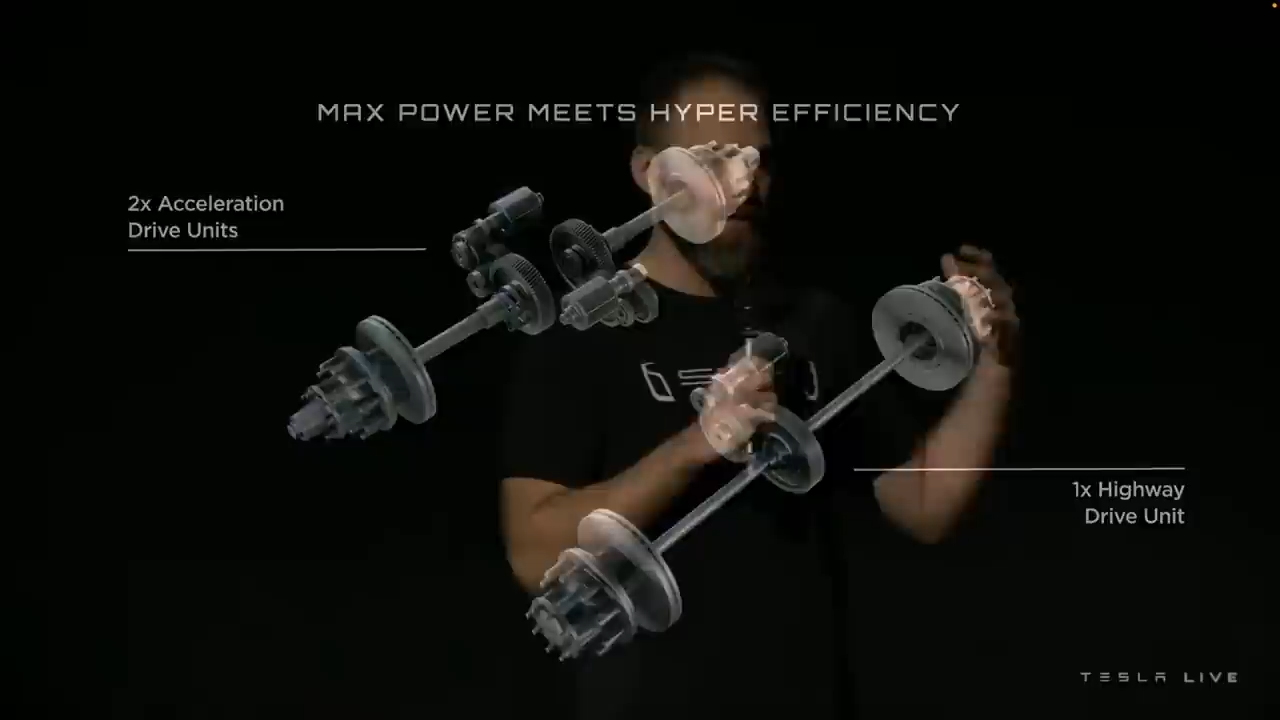 MAX POWER MEETS HYPER EFFICIENCY
2x Acceleration
Drive Units
1x Highway
Drive Unit
TESLA LIVE